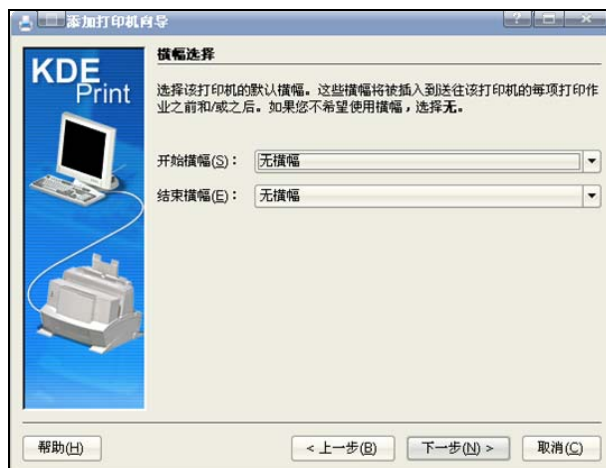 添加打印机向导
KDE
Print
横幅选择
选择该打印机的默认横幅。这些横幅将被插入到送往该打印机的每项打印作
业之前和/或之后。如果您不希望使用横幅，选择无。
开始横幅(S)： 无横幅
结束横幅(E)： 无横幅
帮助(H) < 上一步(B) 下一步(N) > 取消(C)